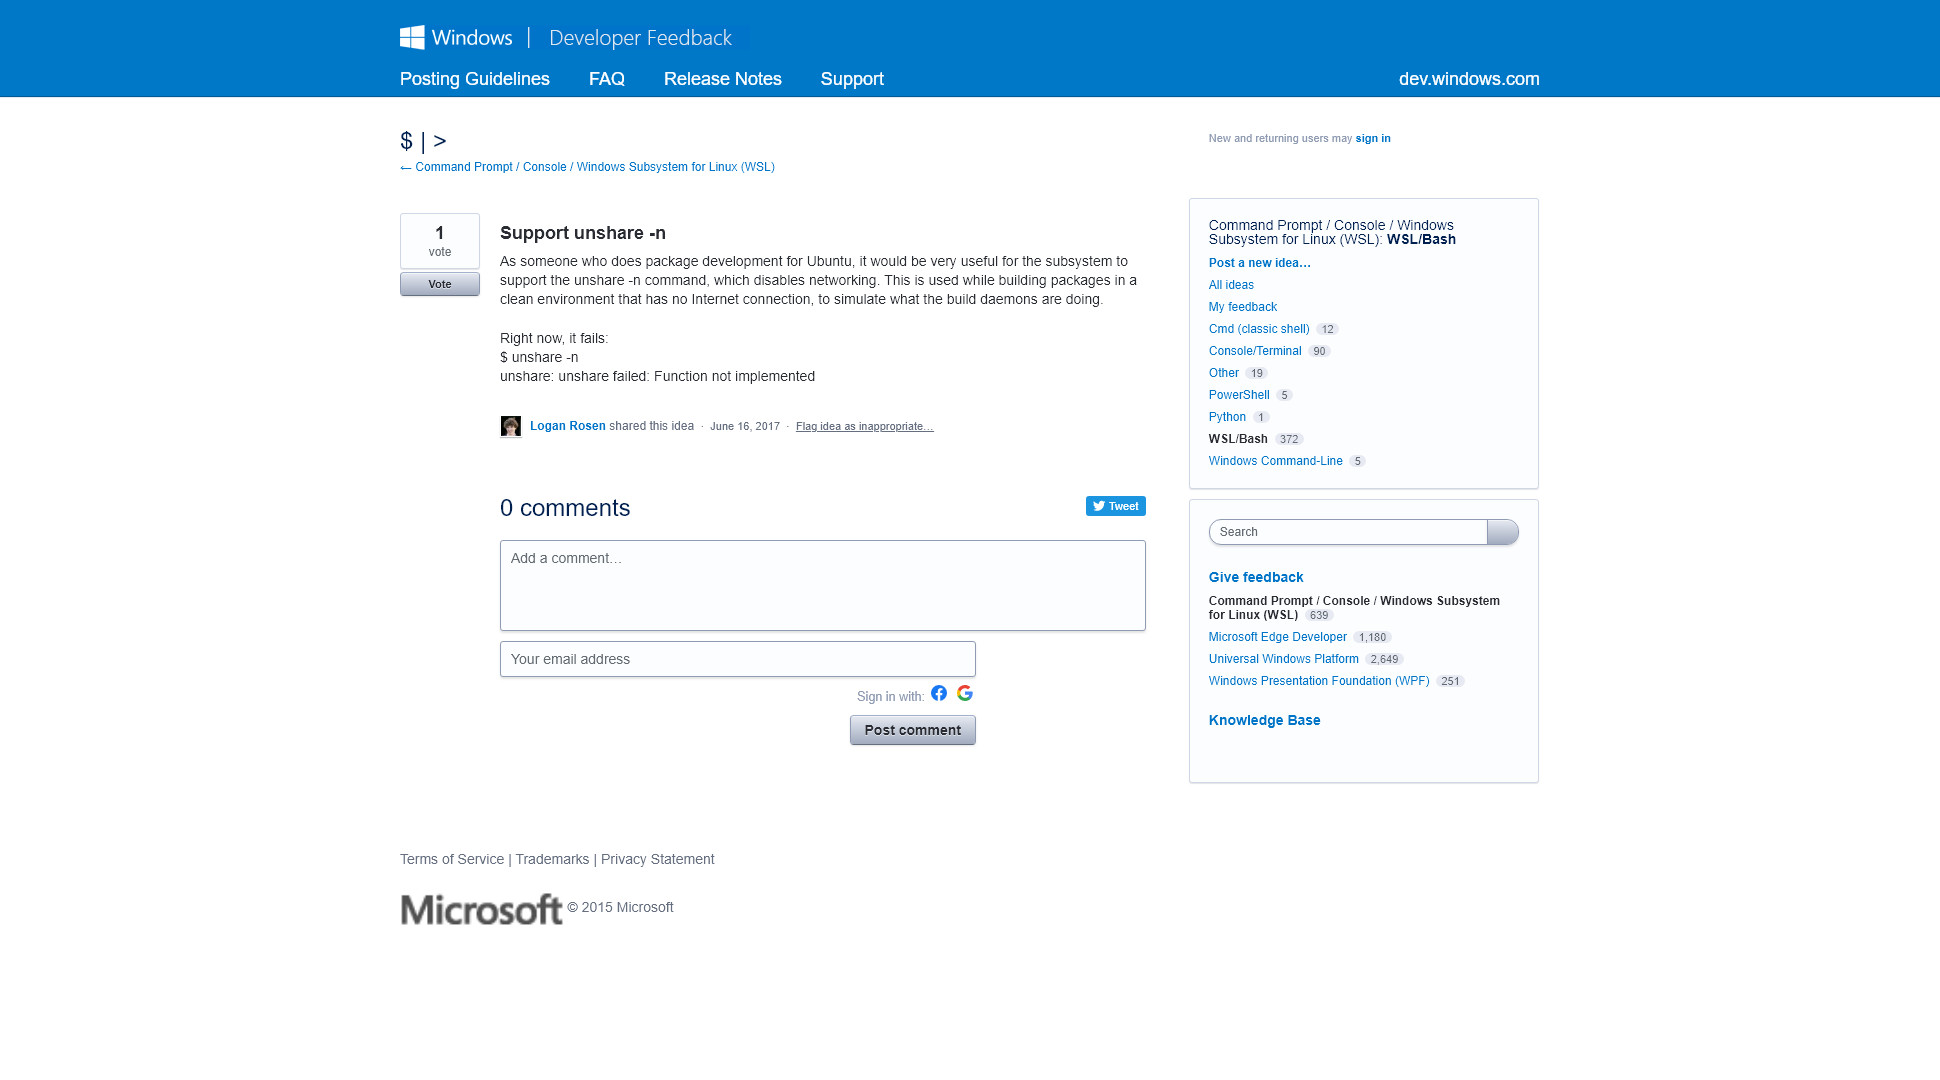 Windows | Developer Feedback
Posting Guidelines FAQ Release Notes Support dev.windows.com
$ | >
← Command Prompt / Console / Windows Subsystem for Linux (WSL)
New and returning users may sign in
1
vote
Vote
Support unshare -n
As someone who does package development for Ubuntu, it would be very useful for the subsystem to
support the unshare -n command, which disables networking. This is used while building packages in a
clean environment that has no Internet connection, to simulate what the build daemons are doing.
Right now, it fails:
$ unshare -n
unshare: unshare failed: Function not implemented
Logan Rosen shared this idea · June 16, 2017 · Flag idea as inappropriate…
0 comments
Tweet
Add a comment…
Your email address
Sign in with:
Post comment
Command Prompt / Console / Windows
Subsystem for Linux (WSL): WSL/Bash
Post a new idea…
All ideas
My feedback
Cmd (classic shell) 12
Console/Terminal 90
Other 19
PowerShell 5
Python 1
WSL/Bash 372
Windows Command-Line 5
Search
Give feedback
Command Prompt / Console / Windows Subsystem
for Linux (WSL) 639
Microsoft Edge Developer 1,180
Universal Windows Platform 2,649
Windows Presentation Foundation (WPF) 251
Knowledge Base
Terms of Service | Trademarks | Privacy Statement
Microsoft © 2015 Microsoft